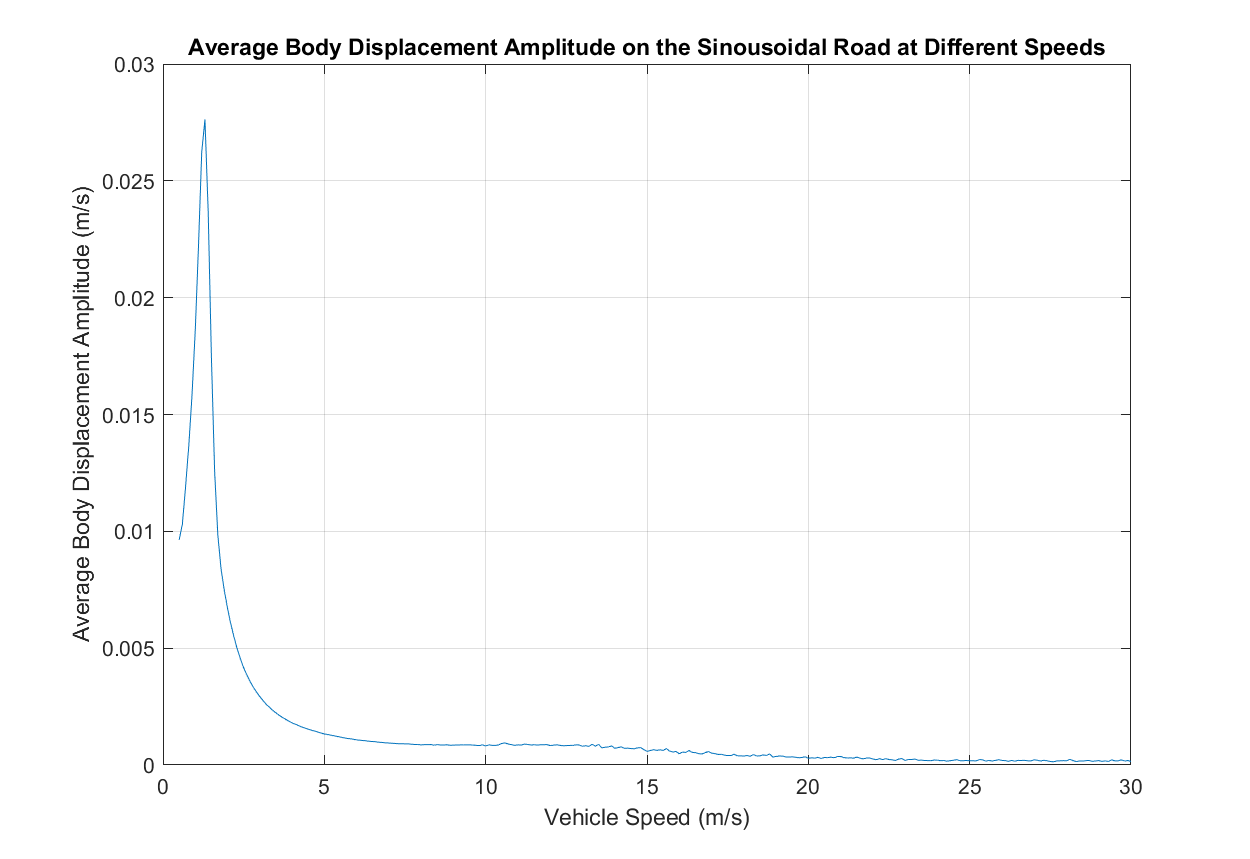 Average Body Displacement Amplitude on the Sinousoidal Road at Different Speeds
0.03
0.025
0.02
0.015
0.01
0.005
0
Average Body Displacement Amplitude (m/s)
0 5 10 15 20 25 30
Vehicle Speed (m/s)